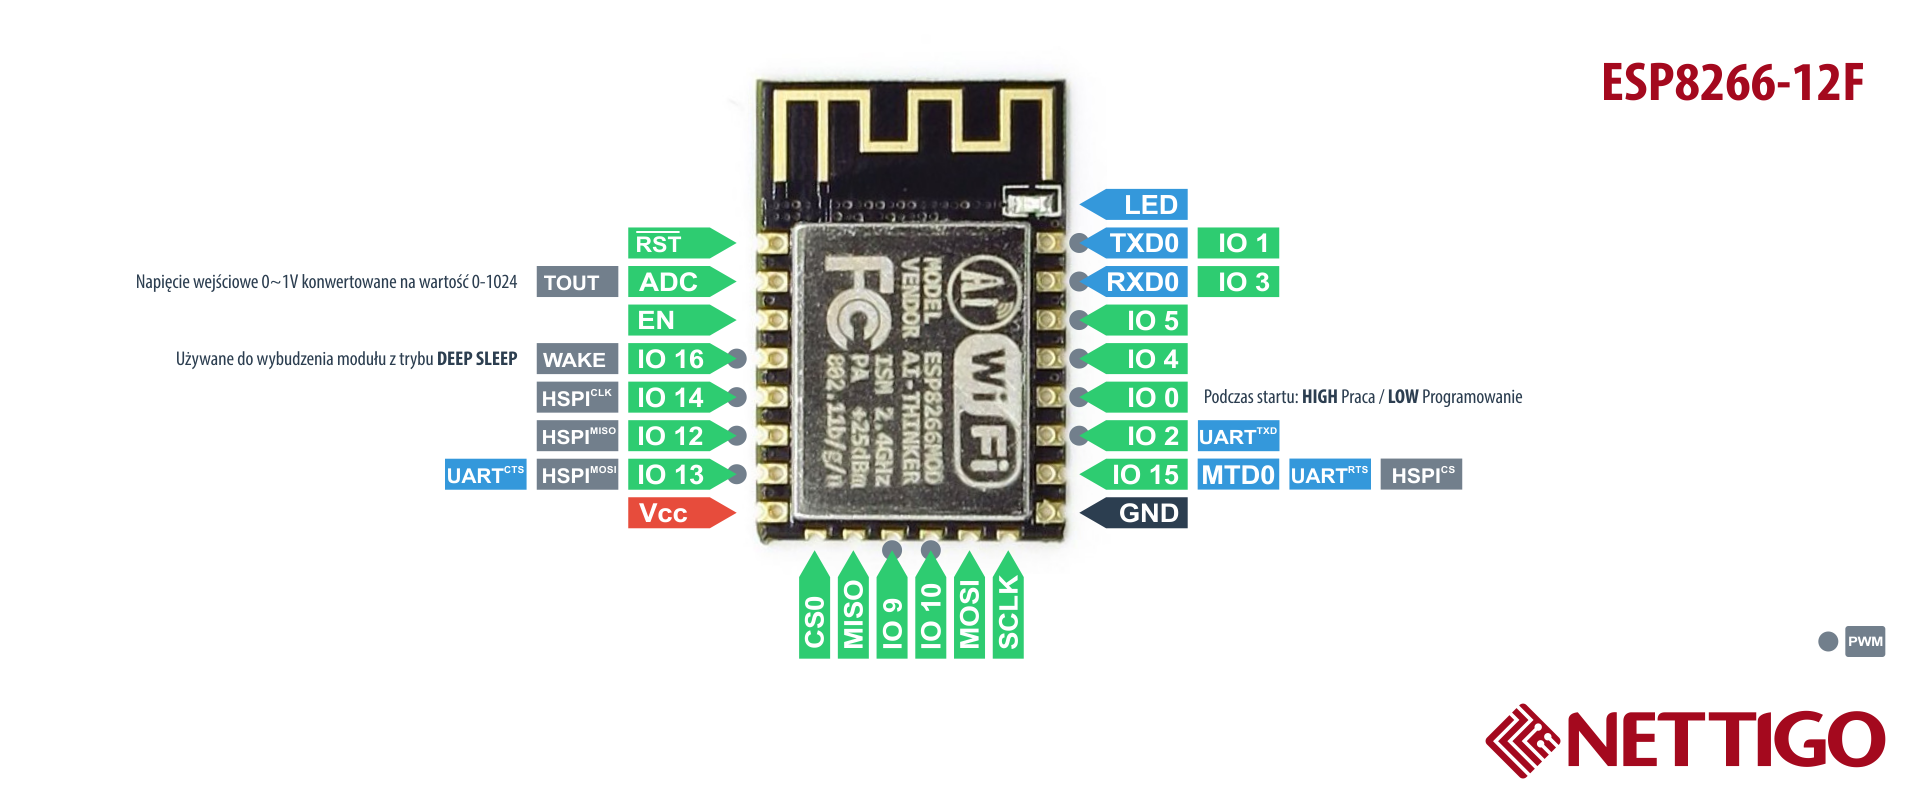 ESP8266-12F
LED
RST
TXD0 IO 1
Napięcie wejściowe 0~1V konwertowane na wartość 0-1024 TOUT ADC
RXD0 IO 3
EN
IO 5
Używane do wybudzenia modułu z trybu DEEP SLEEP WAKE IO 16
IO 4
HSPI CLK IO 14
IO 0 Podczas startu: HIGH Praca / LOW Programowanie
HSPI MISO IO 12
IO 2 UART TXD
UART CTS HSPI MOSI IO 13
IO 15 MTD0 UART RTS HSPI CS
Vcc
GND
CS0
MISO
IO 9
IO 10
MOSI
SCLK
Ai
WiFi
FC
MODEL ESP8266MOD
VENDOR AI-THINKER
ISM 2.4GHz
PA +25dBm
802.11b/g/n
PWM
NETTIGO